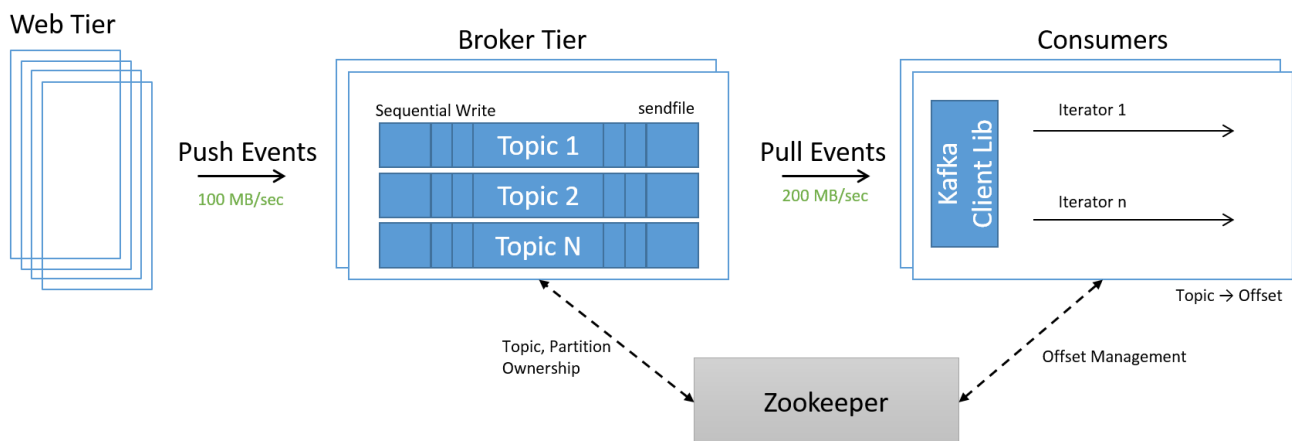 Web Tier
Broker Tier
Consumers
Push Events
100 MB/sec
Sequential Write
sendfile
Topic 1
Topic 2
Topic N
Pull Events
200 MB/sec
Kafka
Client Lib
Iterator 1
Iterator n
Topic → Offset
Topic, Partition
Ownership
Offset Management
Zookeeper